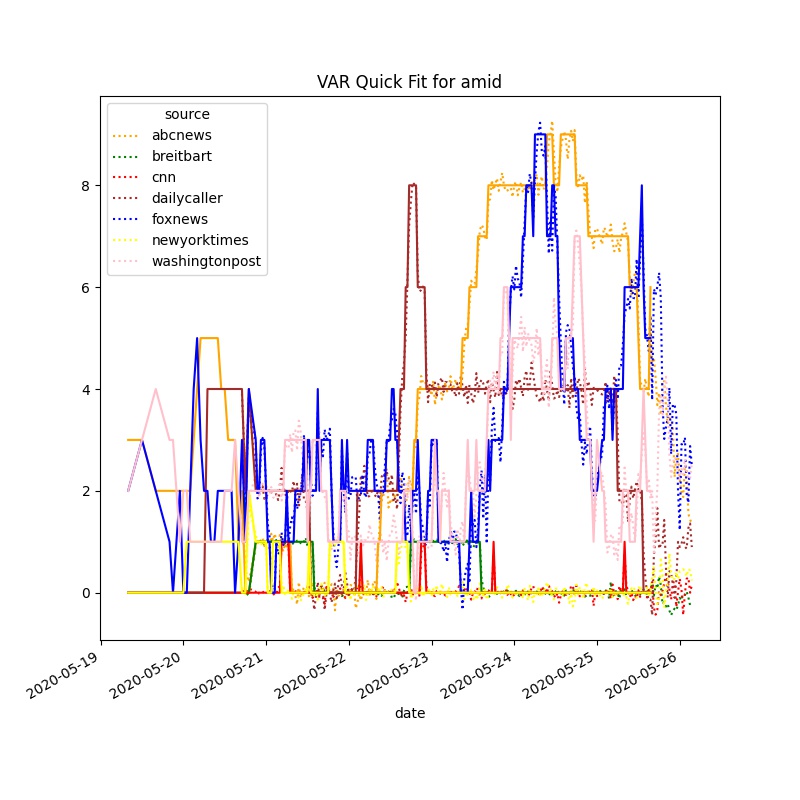 VAR Quick Fit for amid
source
abcnews
breitbart
cnn
dailycaller
foxnews
newyorktimes
washingtonpost
8
6
4
2
0
2020-05-19
2020-05-20
2020-05-21
2020-05-22
2020-05-23
2020-05-24
2020-05-25
2020-05-26
date